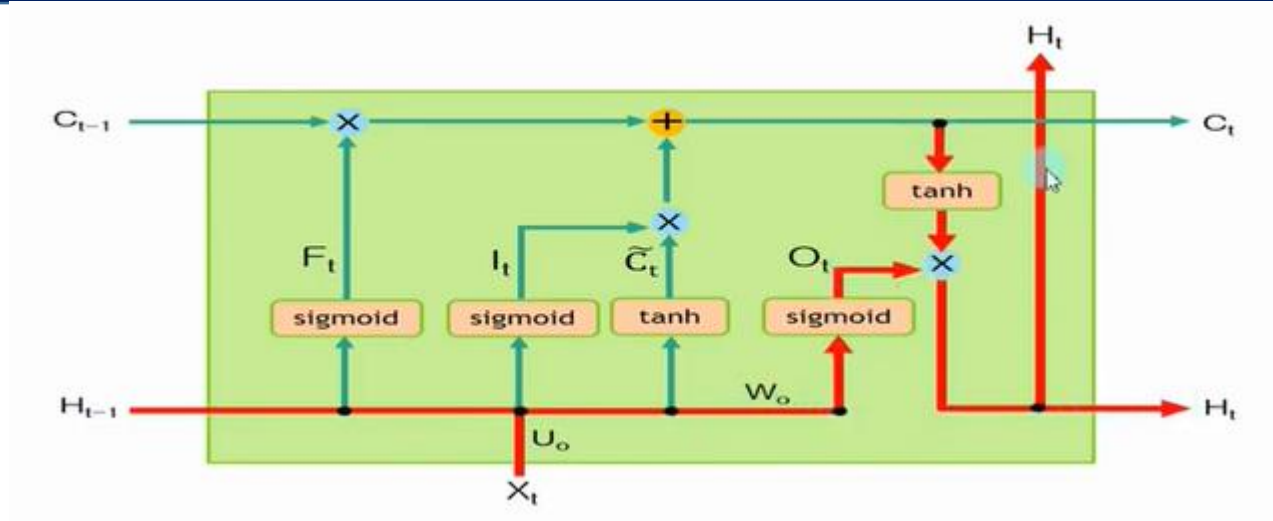 Hₜ
Cₜ₋₁ × + Cₜ
tanh
×
Fₜ Iₜ C̃ₜ Oₜ ×
sigmoid sigmoid tanh sigmoid
Wₒ
Hₜ₋₁ Hₜ
Uₒ
Xₜ